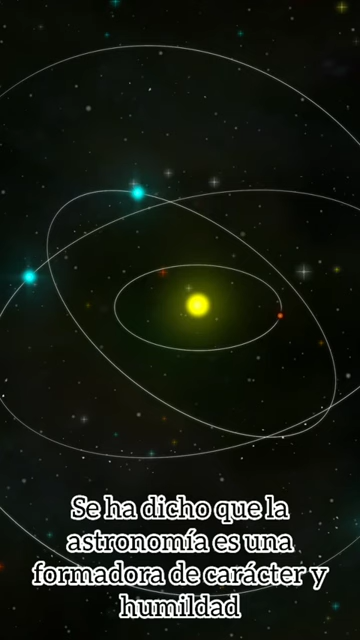 Se ha dicho que la
astronomía es una
formadora de carácter y
humildad